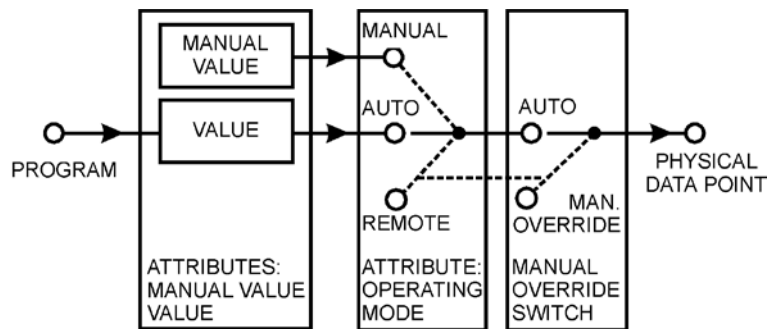 MANUAL
VALUE
MANUAL
VALUE
AUTO
AUTO
PROGRAM
PHYSICAL
DATA POINT
REMOTE
MAN.
OVERRIDE
ATTRIBUTES:
MANUAL VALUE
VALUE
ATTRIBUTE:
OPERATING
MODE
MANUAL
OVERRIDE
SWITCH